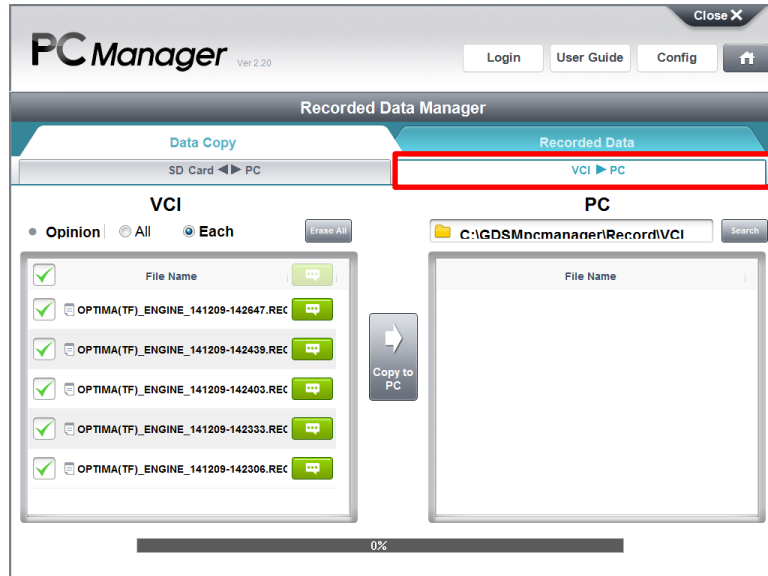 Close X
PC Manager Ver 2.20
Login User Guide Config
Recorded Data Manager
Data Copy Recorded Data
SD Card ◀▶ PC VCI ▶ PC
VCI PC
Opinion All Each Erase All C:\GDSMpcmanager\Record\VCI Search
File Name File Name
OPTIMA(TF)_ENGINE_141209-142647.REC
OPTIMA(TF)_ENGINE_141209-142439.REC
Copy to
PC
OPTIMA(TF)_ENGINE_141209-142403.REC
OPTIMA(TF)_ENGINE_141209-142333.REC
OPTIMA(TF)_ENGINE_141209-142306.REC
0%